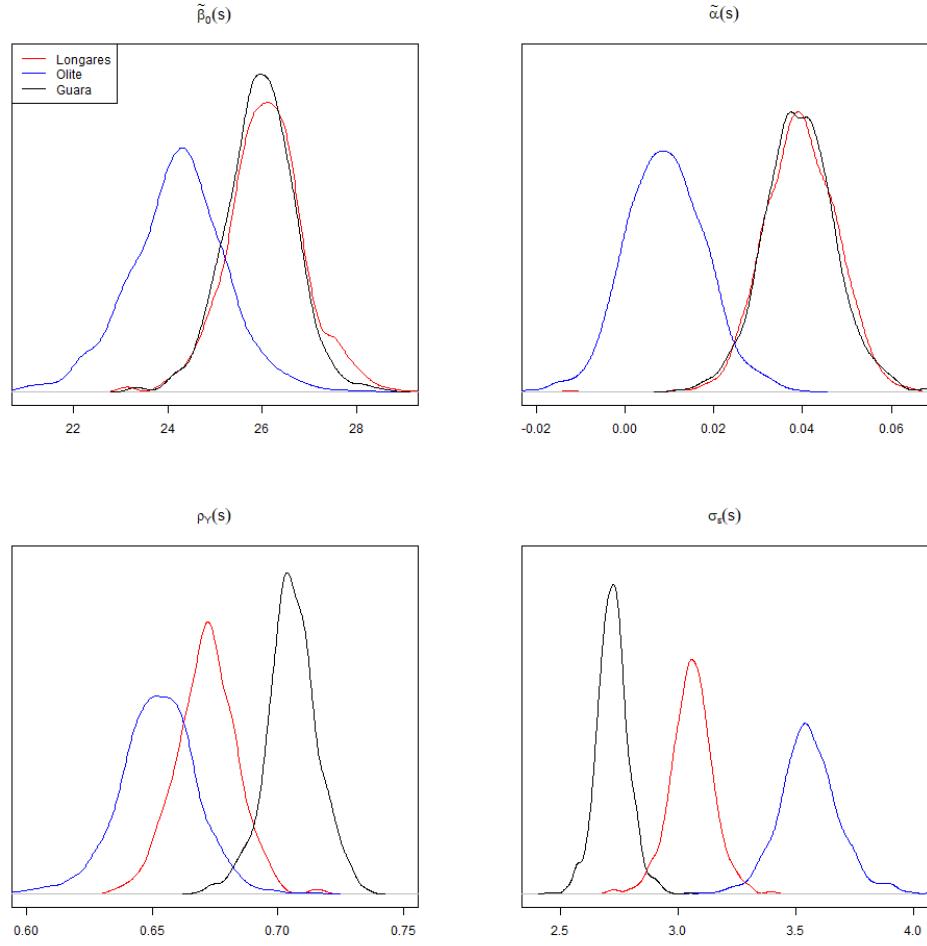 β̃₀(s)
α̃(s)
Longares
Olite
Guara
22 24 26 28
-0.02 0.00 0.02 0.04 0.06
ρY(s)
σs(s)
0.60 0.65 0.70 0.75
2.5 3.0 3.5 4.0